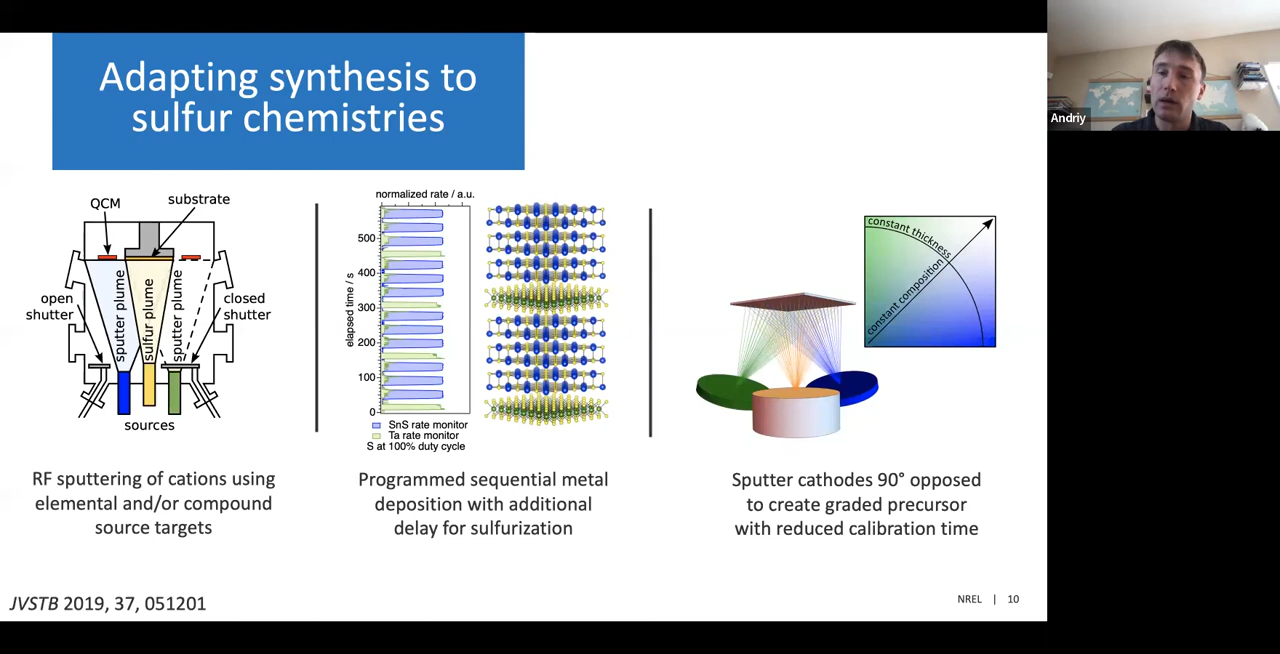 Adapting synthesis to
sulfur chemistries
Andriy
QCM
substrate
open
shutter
closed
shutter
sputter plume
sulfur plume
sputter plume
sources
RF sputtering of cations using
elemental and/or compound
source targets
normalized rate / a.u.
elapsed time / s
500
400
300
200
100
0
SnS rate monitor
Ta rate monitor
S at 100% duty cycle
Programmed sequential metal
deposition with additional
delay for sulfurization
constant thickness
constant composition
Sputter cathodes 90° opposed
to create graded precursor
with reduced calibration time
JVSTB 2019, 37, 051201
NREL | 10